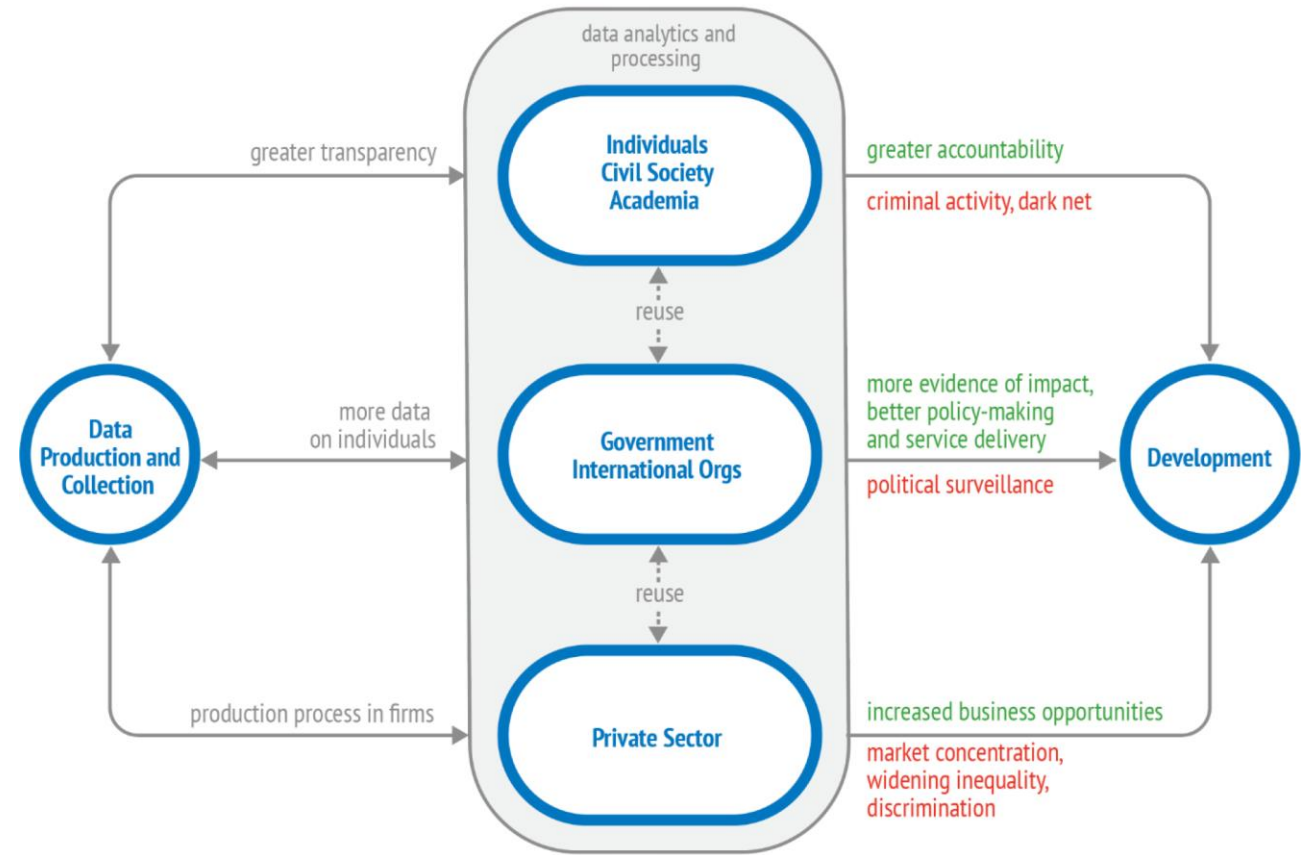 data analytics and
processing
Individuals
Civil Society
Academia
greater transparency
greater accountability
criminal activity, dark net
reuse
Data
Production and
Collection
more data
on individuals
Government
International Orgs
more evidence of impact,
better policy-making
and service delivery
political surveillance
Development
reuse
production process in firms
Private Sector
increased business opportunities
market concentration,
widening inequality,
discrimination